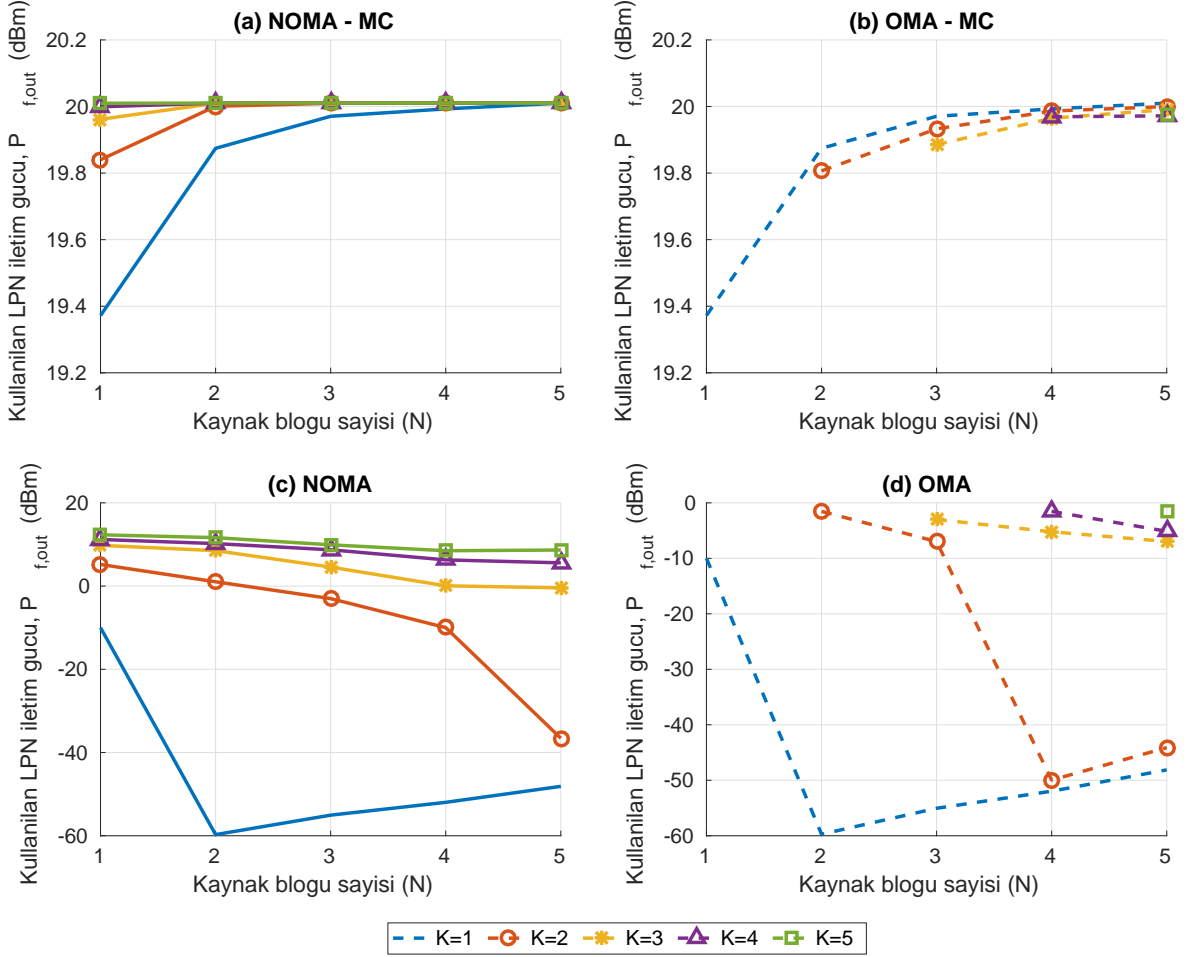 (a) NOMA - MC
20.2
20
19.8
19.6
19.4
19.2
1 2 3 4 5
Kaynak blogu sayisi (N)
Kullanilan LPN iletim gucu, P f,out (dBm)
(b) OMA - MC
20.2
20
19.8
19.6
19.4
19.2
1 2 3 4 5
Kaynak blogu sayisi (N)
Kullanilan LPN iletim gucu, P f,out (dBm)
(c) NOMA
20
10
0
-20
-40
-60
1 2 3 4 5
Kaynak blogu sayisi (N)
Kullanilan LPN iletim gucu, P f,out (dBm)
(d) OMA
0
-10
-20
-30
-40
-50
-60
1 2 3 4 5
Kaynak blogu sayisi (N)
Kullanilan LPN iletim gucu, P f,out (dBm)
K=1 K=2 K=3 K=4 K=5